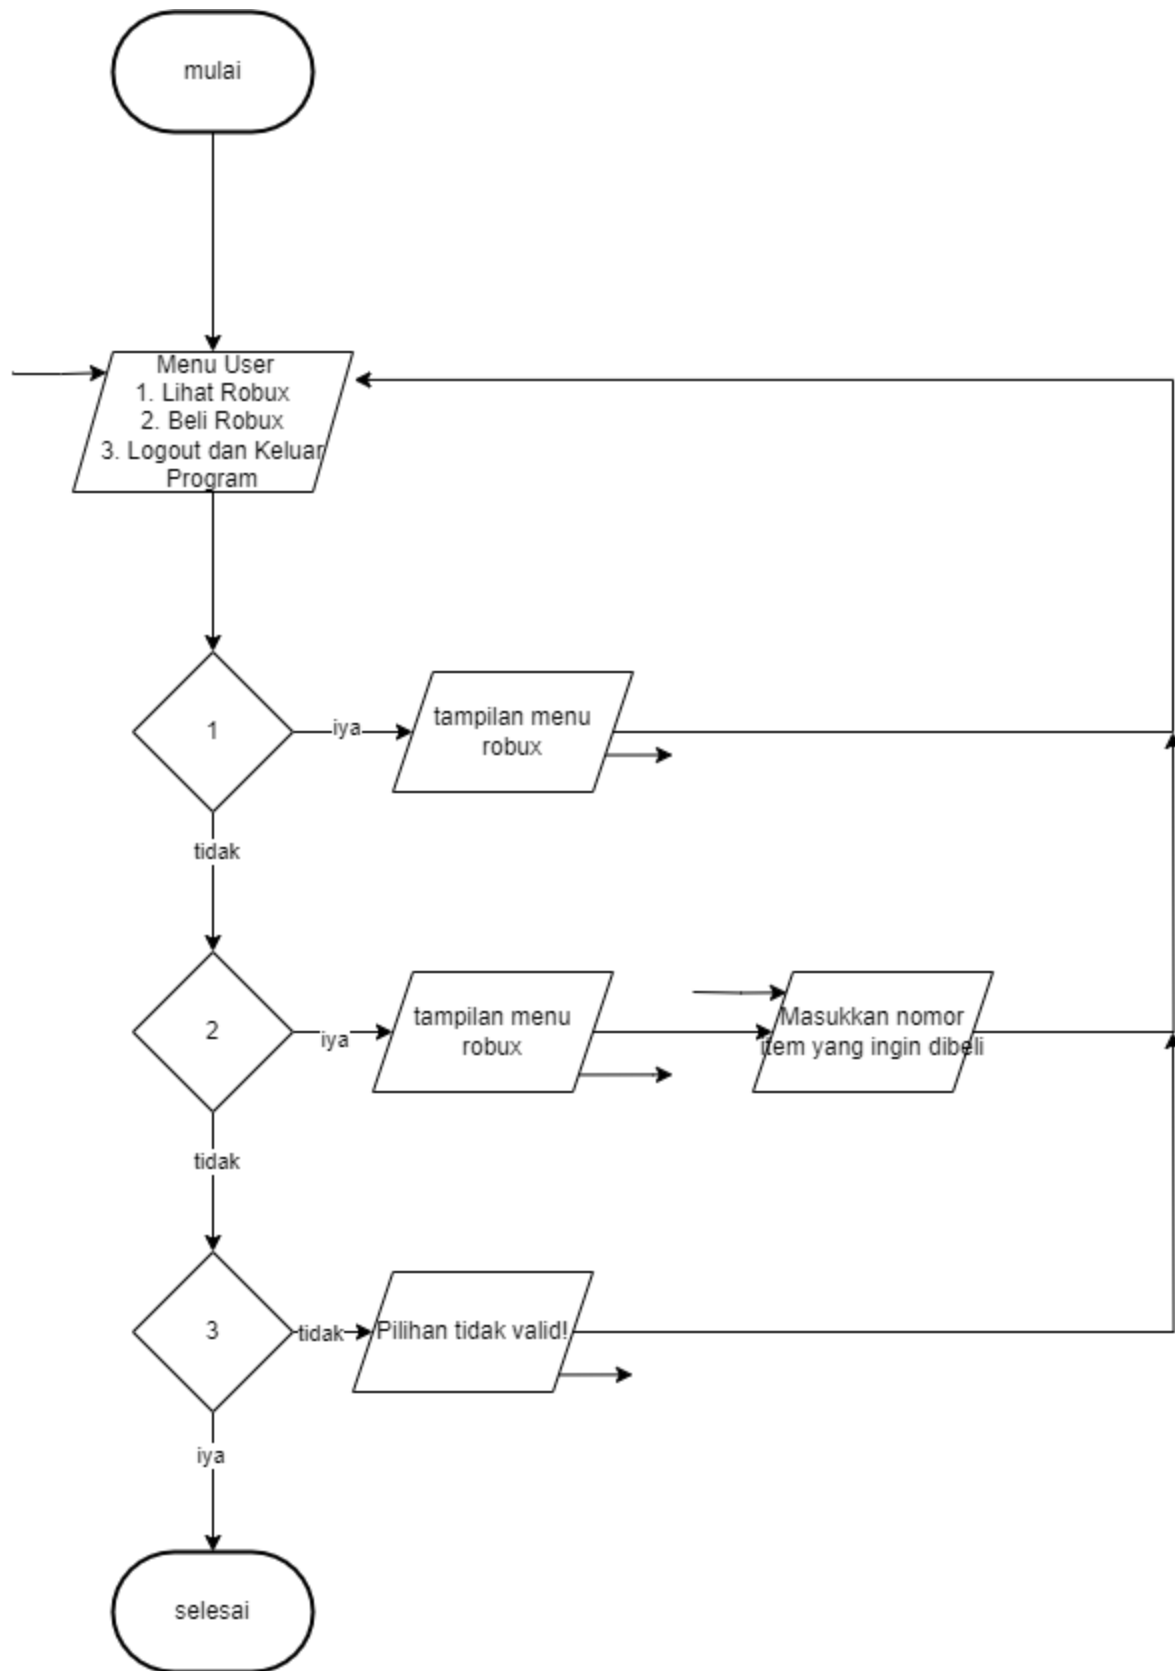 mulai
Menu User
1. Lihat Robux
2. Beli Robux
3. Logout dan Keluar
Program
1
iya
tampilan menu
robux
tidak
2
iya
tampilan menu
robux
Masukkan nomor
item yang ingin dibeli
tidak
3
tidak
Pilihan tidak valid!
iya
selesai